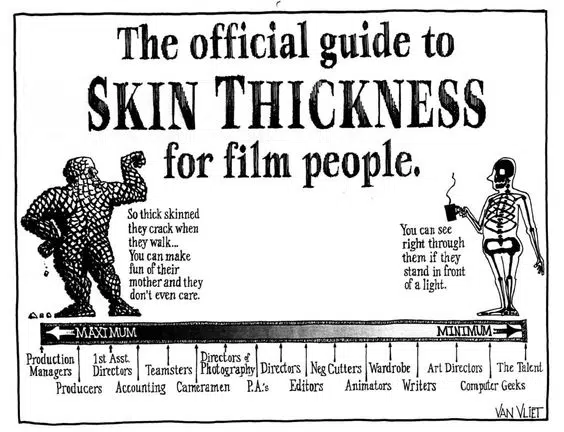 The official guide to
SKIN THICKNESS
for film people.
So thick skinned
they crack when
they walk...
You can make
fun of their
mother and they
don't even care.
You can see
right through
them if they
stand in front
of a light.
MAXIMUM
MINIMUM
Production
Managers
Producers
1st Asst.
Directors
Accounting
Teamsters
Cameramen
Directors of
Photography
P.A.'s
Directors
Editors
Neg Cutters
Animators
Wardrobe
Writers
Art Directors
Computer Geeks
The Talent
VAN VLIET